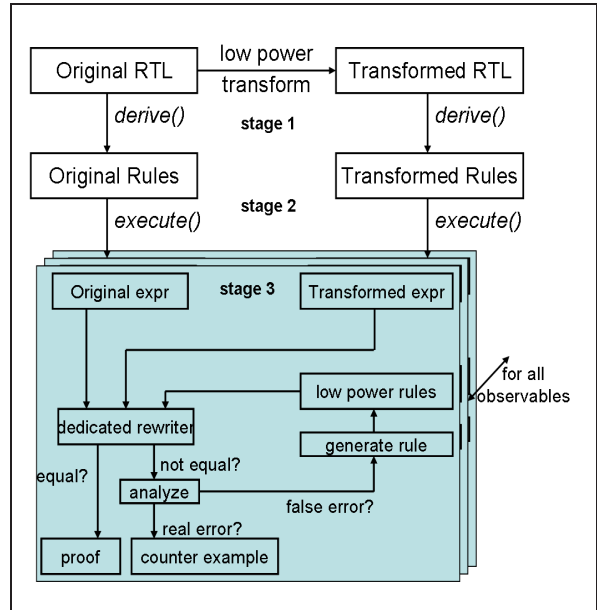 Original RTL
low power
transform
Transformed RTL
derive()
stage 1
derive()
Original Rules
Transformed Rules
execute()
stage 2
execute()
Original expr
stage 3
Transformed expr
for all
observables
low power rules
dedicated rewriter
generate rule
equal?
not equal?
analyze
false error?
real error?
proof
counter example